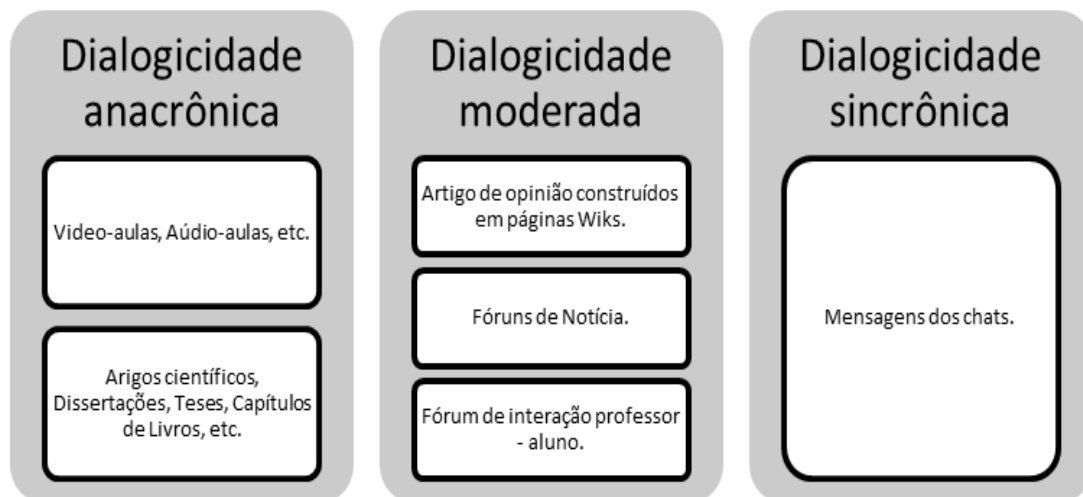 Dialogicidade
anacrônica
Video-aulas, Aúdio-aulas, etc.
Arigos científicos,
Dissertações, Teses, Capítulos
de Livros, etc.
Dialogicidade
moderada
Artigo de opinião construídos
em páginas Wiks.
Fóruns de Notícia.
Fórum de interação professor
- aluno.
Dialogicidade
sincrônica
Mensagens dos chats.